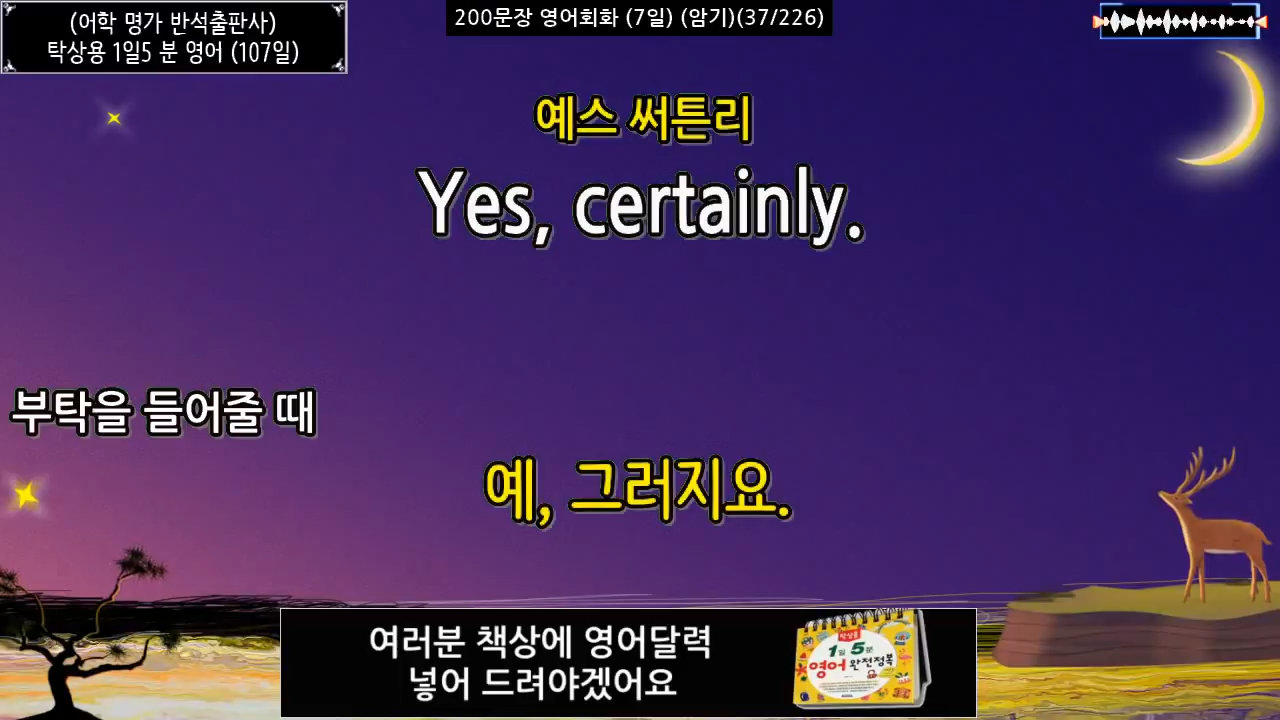 (어학 명가 반석출판사)
탁상용 1일5 분 영어 (107일)
200문장 영어회화 (7일) (암기)(37/226)
예스 써튼리
Yes, certainly.
부탁을 들어줄 때
예, 그러지요.
여러분 책상에 영어달력
넣어 드려야겠어요
탁상용
1일 5분
영어 완전정복